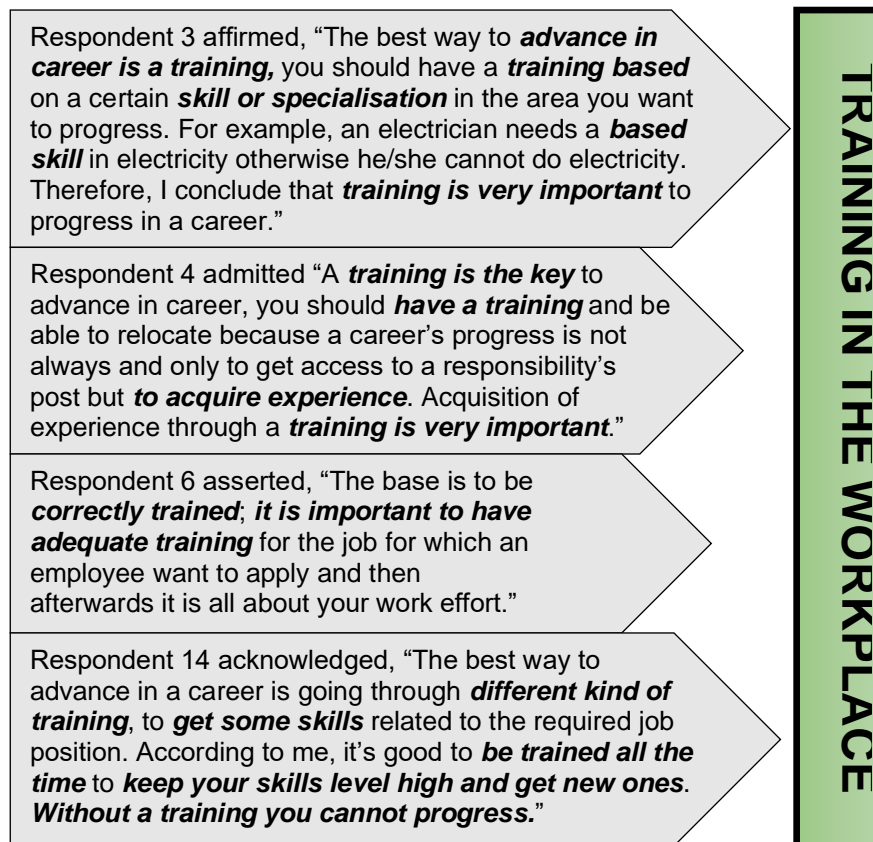 Respondent 3 affirmed, “The best way to advance in
career is a training, you should have a training based
on a certain skill or specialisation in the area you want
to progress. For example, an electrician needs a based
skill in electricity otherwise he/she cannot do electricity.
Therefore, I conclude that training is very important to
progress in a career.”
Respondent 4 admitted “A training is the key to
advance in career, you should have a training and be
able to relocate because a career’s progress is not
always and only to get access to a responsibility’s
post but to acquire experience. Acquisition of
experience through a training is very important.”
Respondent 6 asserted, “The base is to be
correctly trained; it is important to have
adequate training for the job for which an
employee want to apply and then
afterwards it is all about your work effort.”
Respondent 14 acknowledged, “The best way to
advance in a career is going through different kind of
training, to get some skills related to the required job
position. According to me, it’s good to be trained all the
time to keep your skills level high and get new ones.
Without a training you cannot progress.”
TRAINING IN THE WORKPLACE